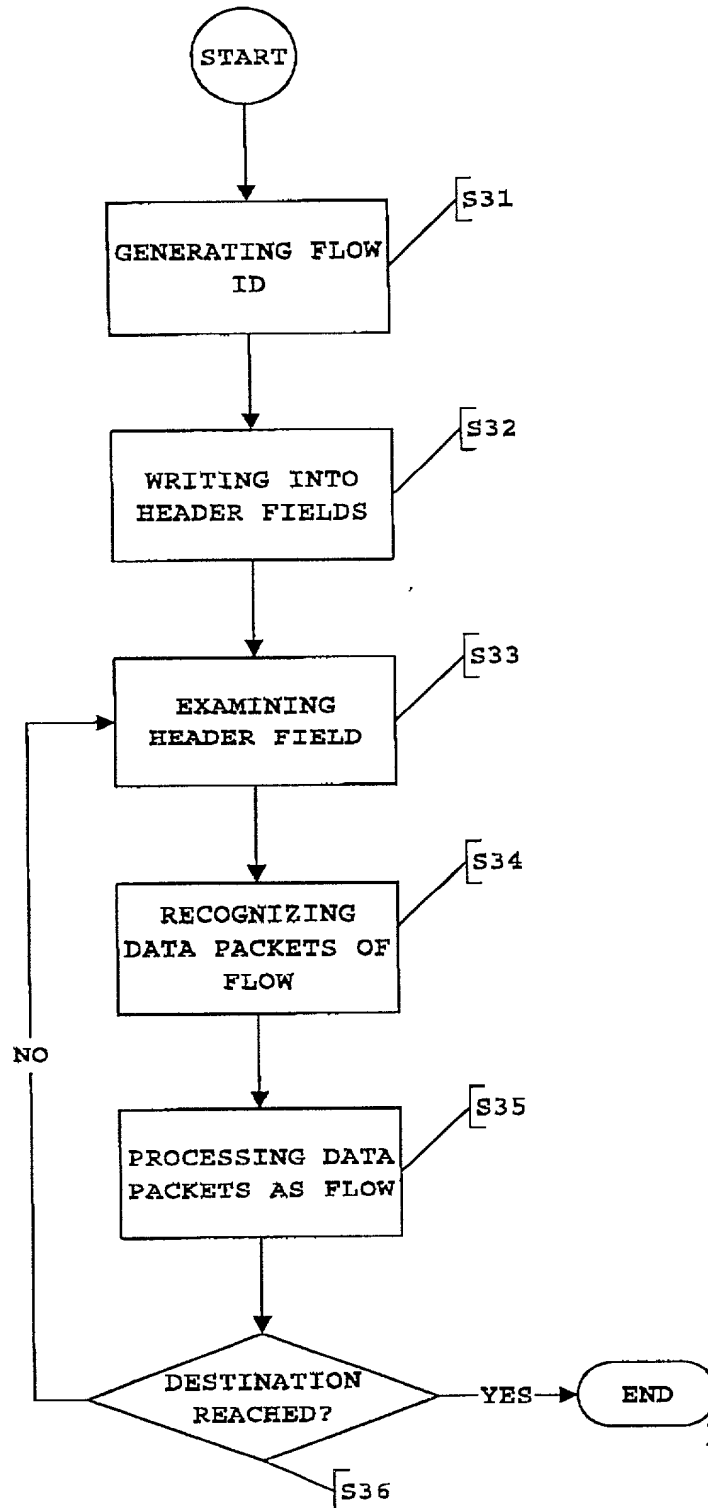 START
S31
GENERATING FLOW
ID
S32
WRITING INTO
HEADER FIELDS
S33
EXAMINING
HEADER FIELD
S34
RECOGNIZING
DATA PACKETS OF
FLOW
NO
S35
PROCESSING DATA
PACKETS AS FLOW
DESTINATION
REACHED?
YES
END
S36